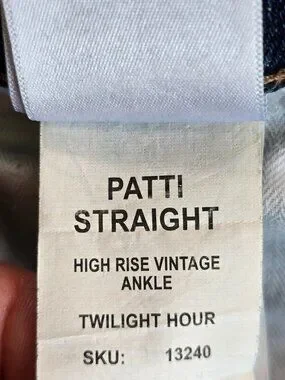 PATTI
STRAIGHT
HIGH RISE VINTAGE
ANKLE
TWILIGHT HOUR
SKU: 13240